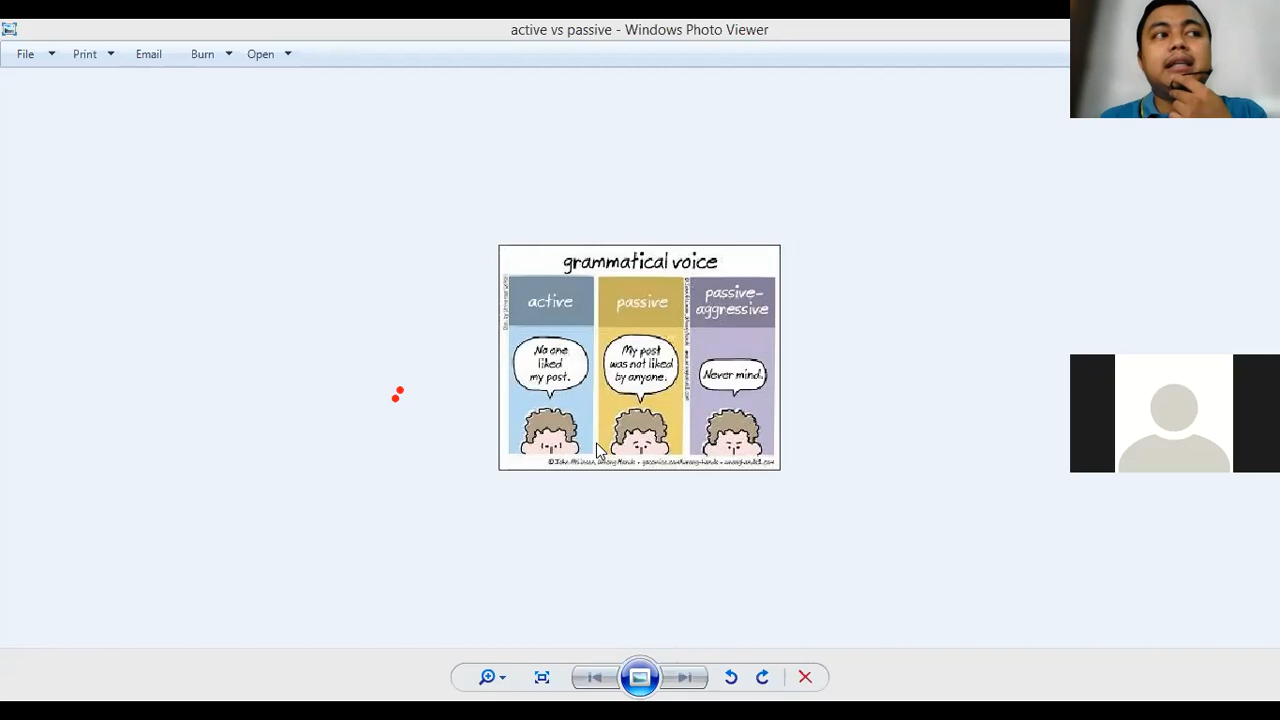 active vs passive - Windows Photo Viewer
File Print Email Burn Open
grammatical voice
active
passive
passive-
aggressive
No one
liked
my post.
My post
was not liked
by anyone.
Never mind.